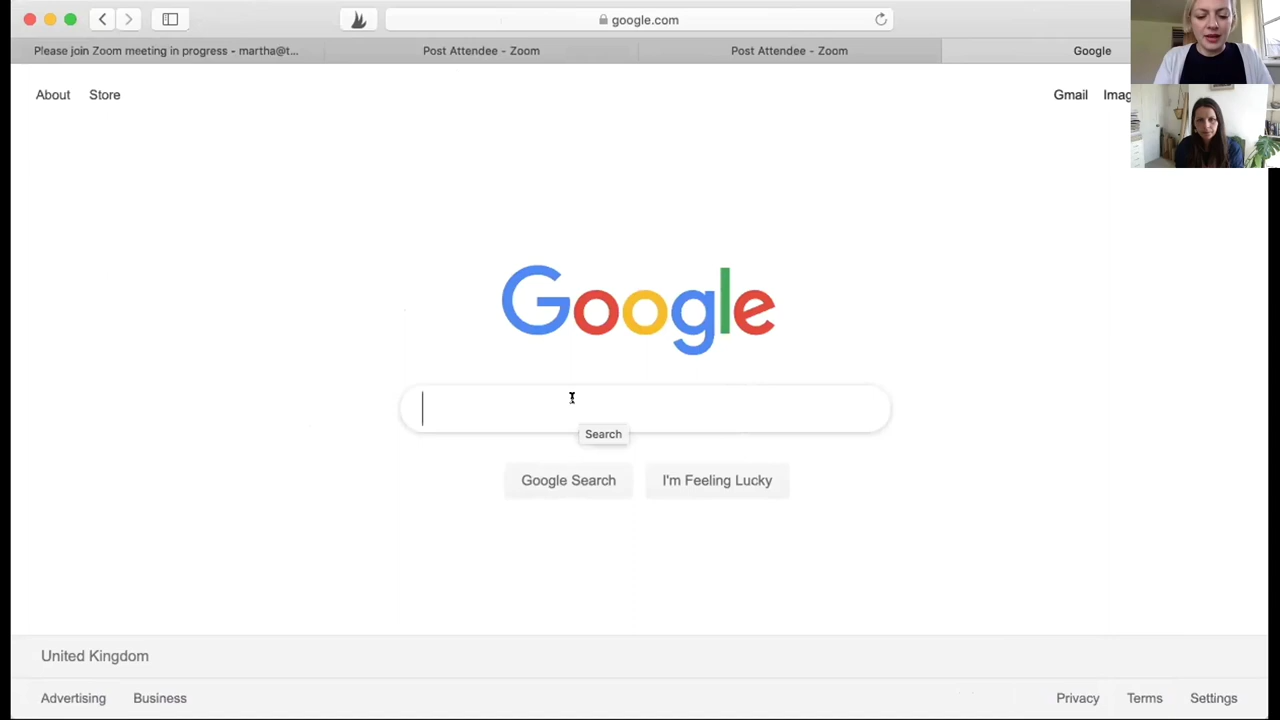 google.com
Please join Zoom meeting in progress - martha@t...
Post Attendee - Zoom
Post Attendee - Zoom
Google
About Store
Gmail
Google
Search
Google Search
I'm Feeling Lucky
United Kingdom
Advertising Business
Privacy Terms Settings